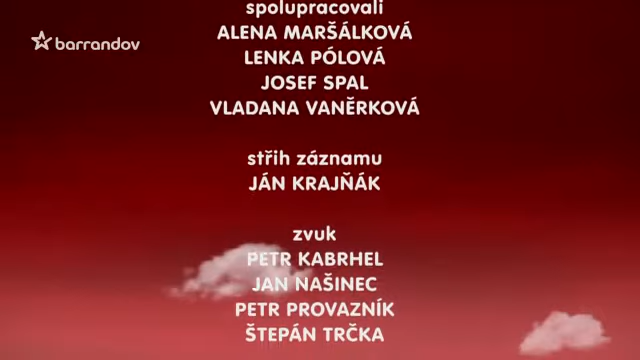 spolupracovali
barrandov
ALENA MARŠÁLKOVÁ
LENKA PÓLOVÁ
JOSEF SPAL
VLADANA VANĚRKOVÁ
střih záznamu
JÁN KRAJŇÁK
zvuk
PETR KABRHEL
JAN NAŠINEC
PETR PROVAZNÍK
ŠTEPÁN TRČKA